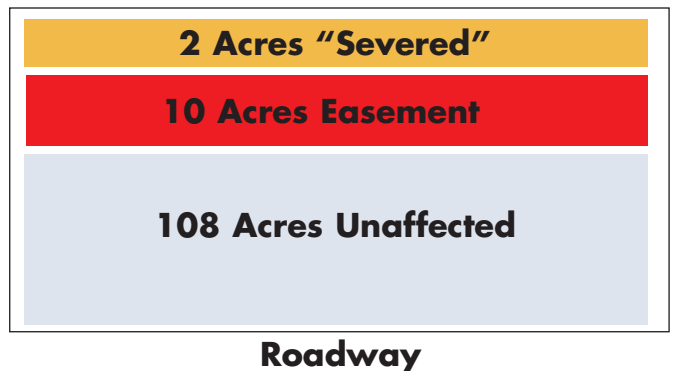 2 Acres “Severed”
10 Acres Easement
108 Acres Unaffected
Roadway